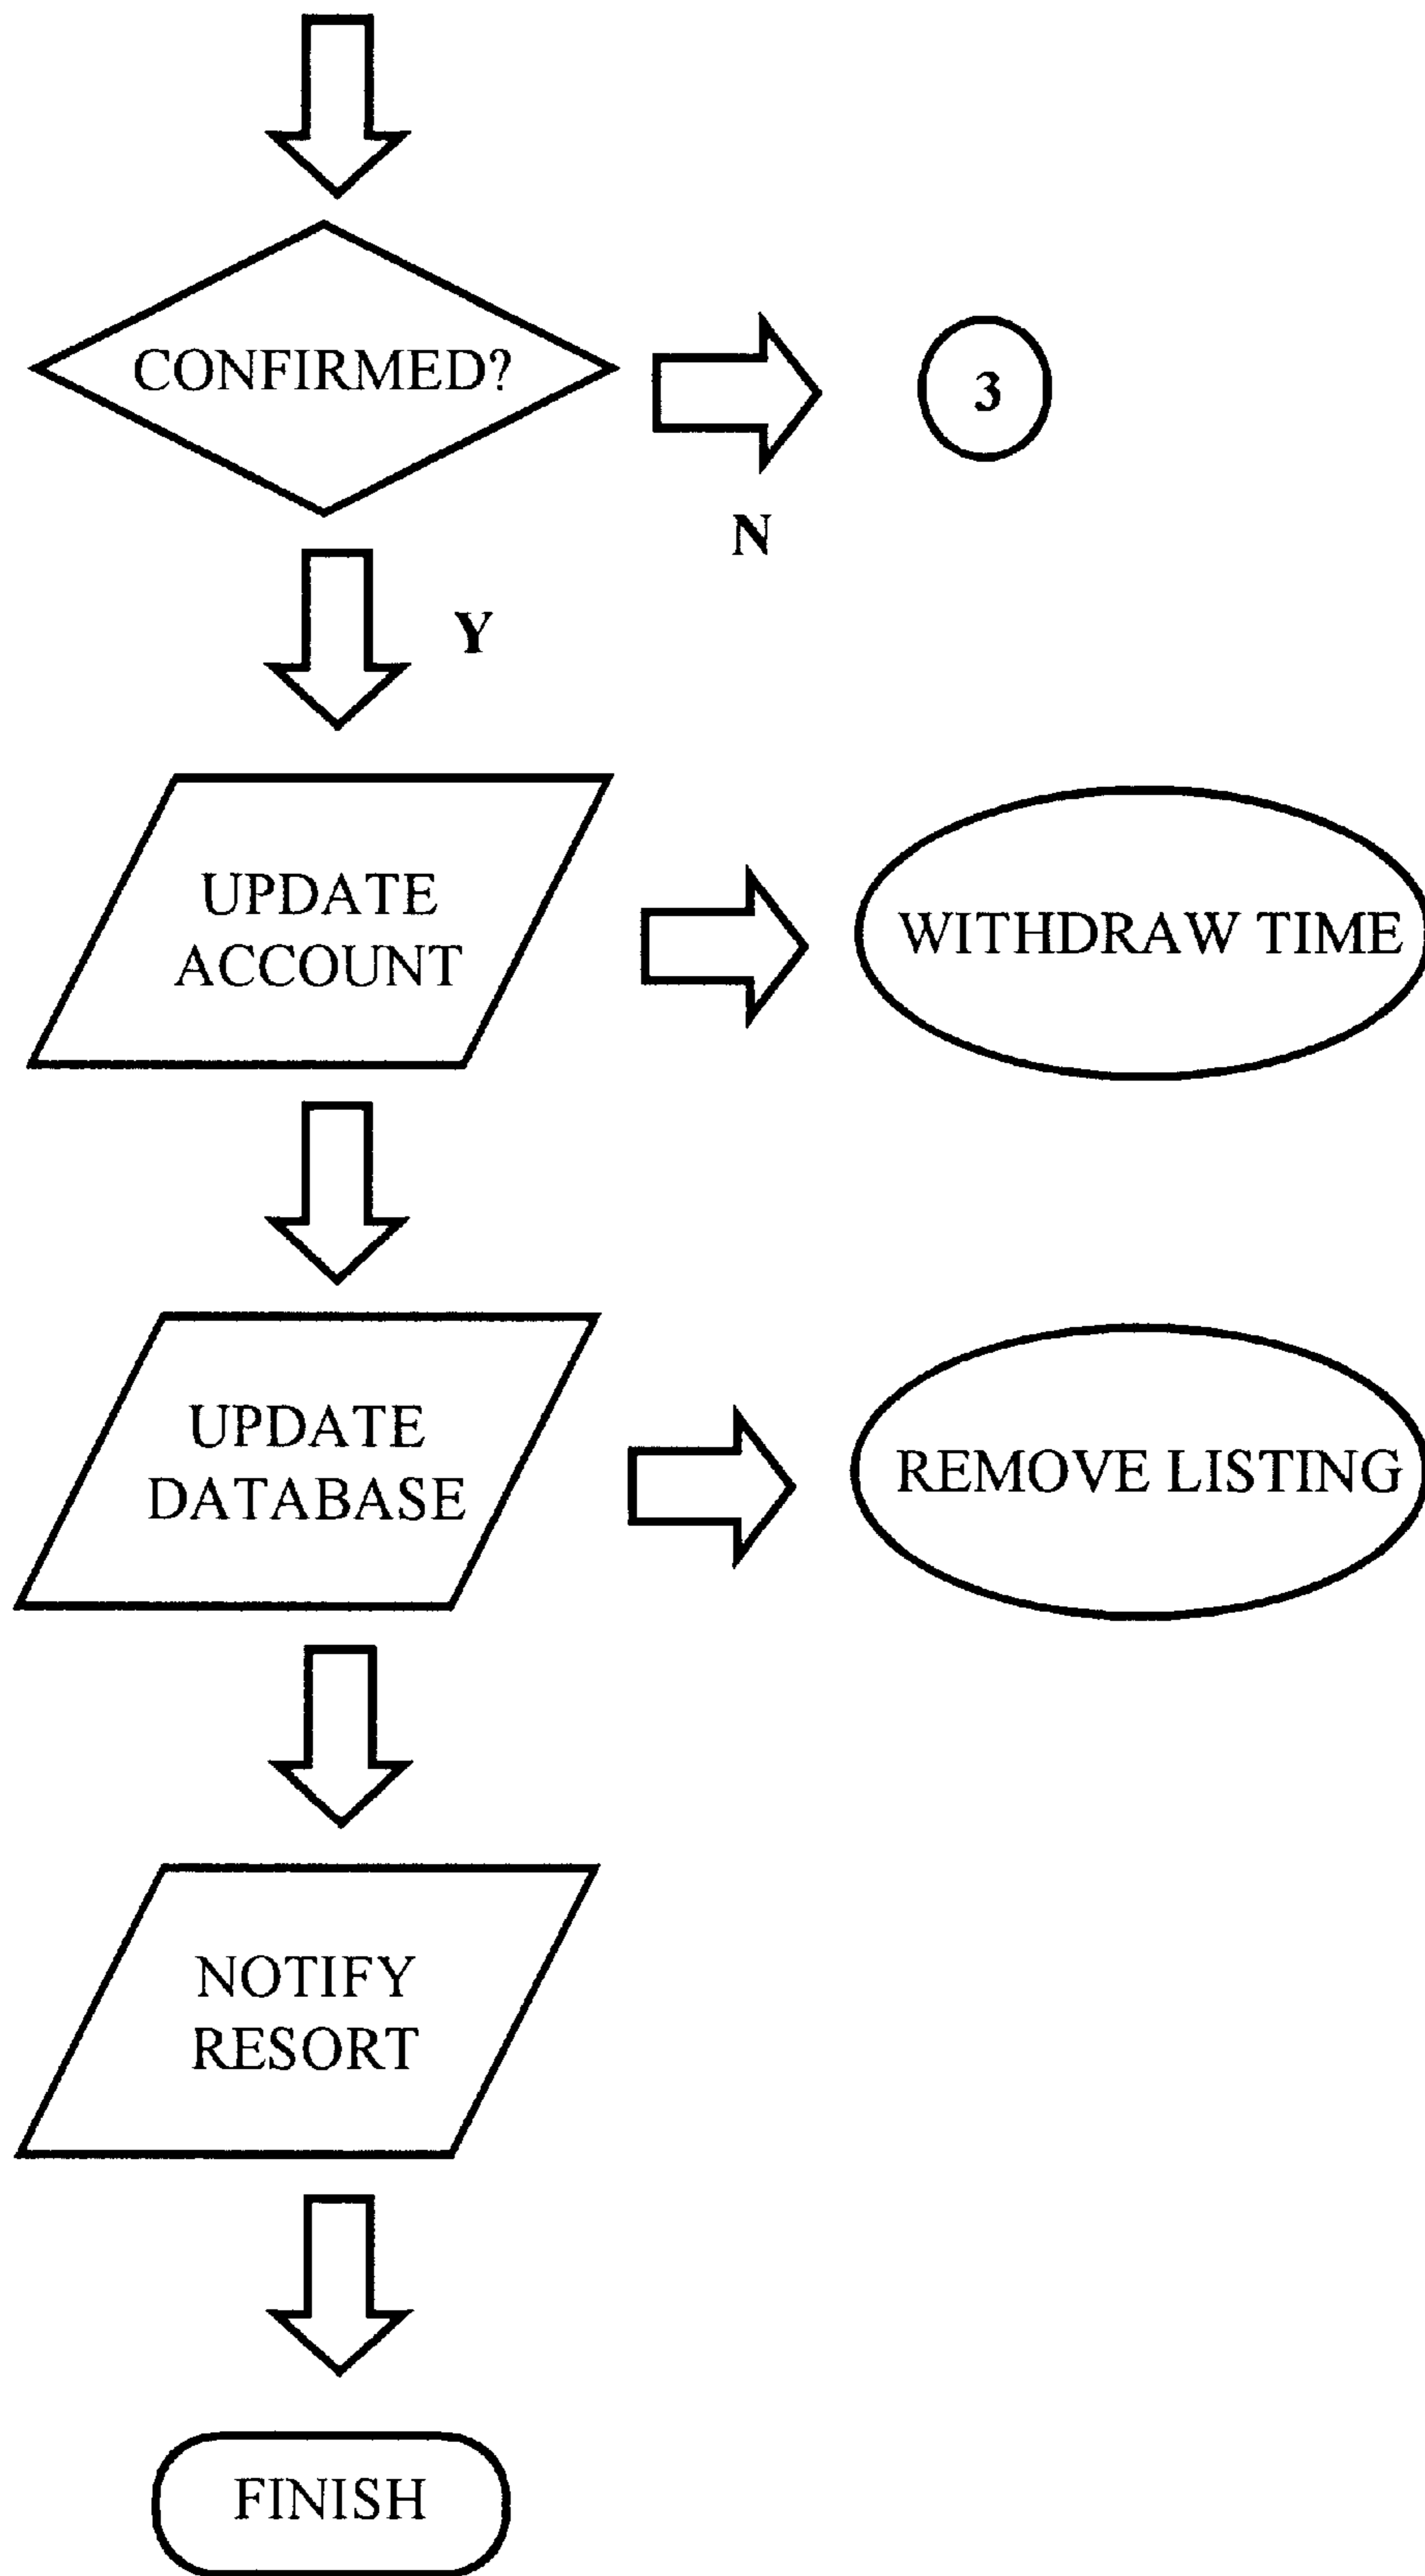 CONFIRMED?
3
N
Y
UPDATE
ACCOUNT
WITHDRAW TIME
UPDATE
DATABASE
REMOVE LISTING
NOTIFY
RESORT
FINISH